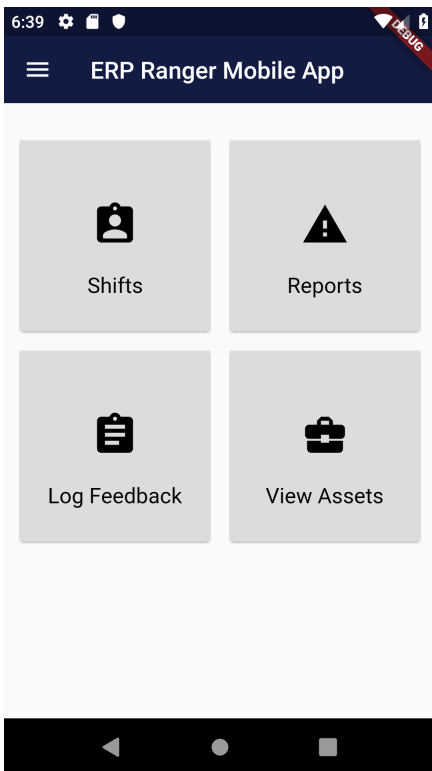 6:39
DEBUG
ERP Ranger Mobile App
Shifts
Reports
Log Feedback
View Assets